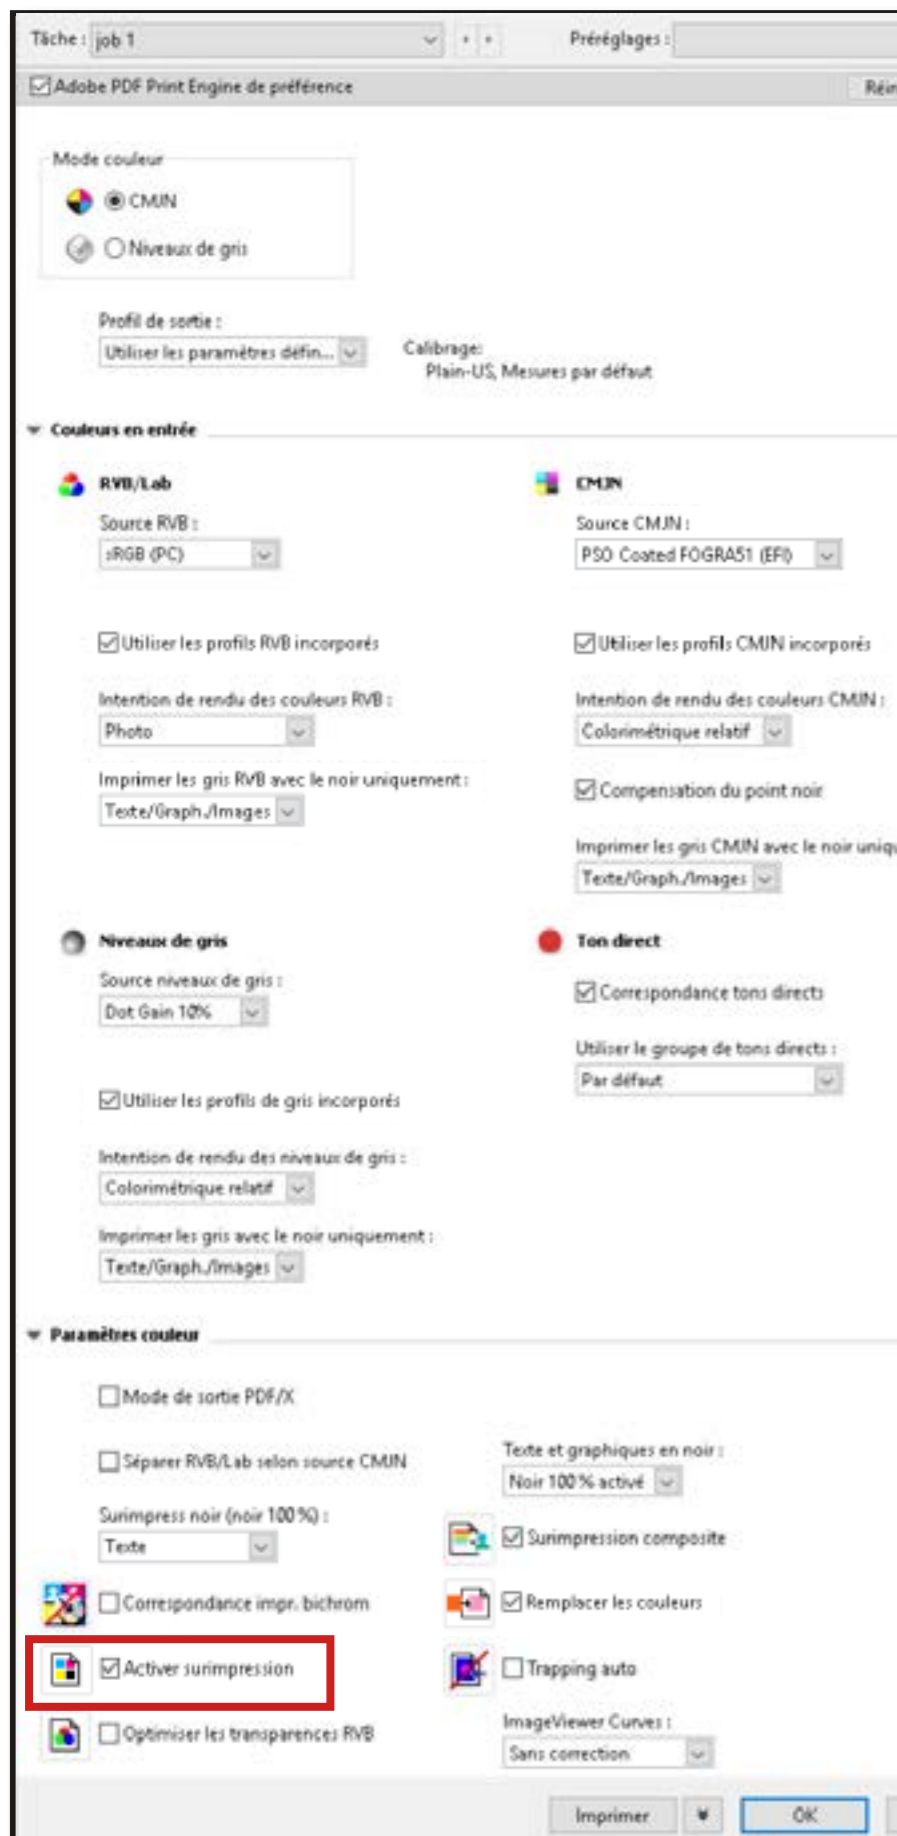 Tâche : job 1 Préréglages :
Adobe PDF Print Engine de préférence Réin
Mode couleur
CMJN
Niveaux de gris
Profil de sortie :
Utiliser les paramètres défin...
Calibrage:
Plain-US, Mesures par défaut
Couleurs en entrée
RVB/Lab
Source RVB :
sRGB (PC)
Utiliser les profils RVB incorporés
Intention de rendu des couleurs RVB :
Photo
Imprimer les gris RVB avec le noir uniquement :
Texte/Graph./Images
CMJN
Source CMJN :
PSO Coated FOGRA51 (EFI)
Utiliser les profils CMJN incorporés
Intention de rendu des couleurs CMJN :
Colorimétrique relatif
Compensation du point noir
Imprimer les gris CMJN avec le noir uniqu
Texte/Graph./Images
Niveaux de gris
Source niveaux de gris :
Dot Gain 10%
Utiliser les profils de gris incorporés
Intention de rendu des niveaux de gris :
Colorimétrique relatif
Imprimer les gris avec le noir uniquement :
Texte/Graph./Images
Ton direct
Correspondance tons directs
Utiliser le groupe de tons directs :
Par défaut
Paramètres couleur
Mode de sortie PDF/X
Séparer RVB/Lab selon source CMJN
Surimpress noir (noir 100 %) :
Texte
Correspondance impr. bichrom
Activer surimpression
Optimiser les transparences RVB
Texte et graphiques en noir :
Noir 100 % activé
Surimpression composite
Remplacer les couleurs
Trapping auto
ImageViewer Curves :
Sans correction
Imprimer OK